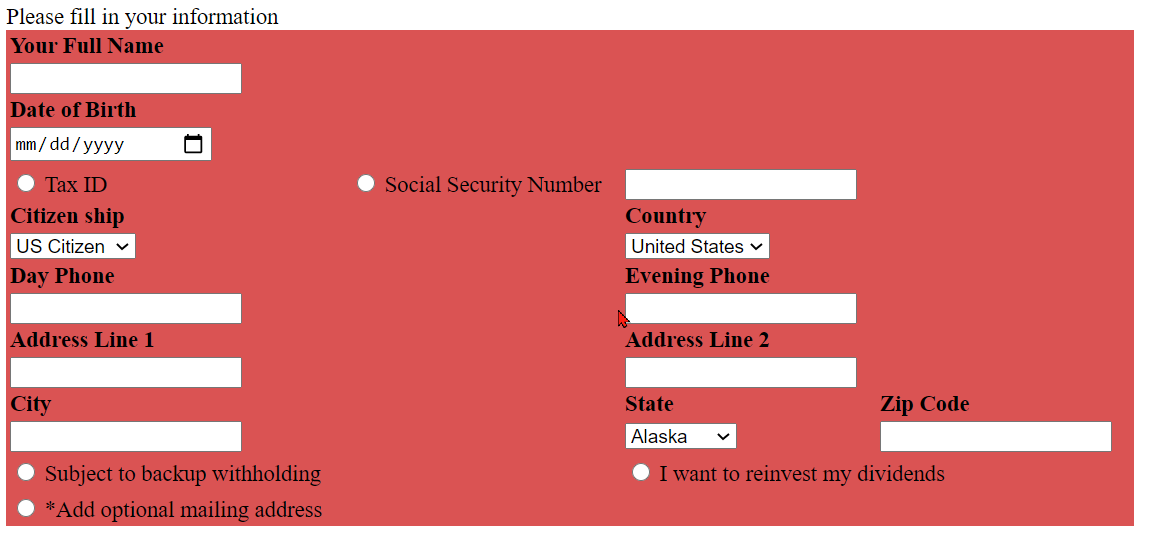 Please fill in your information
Your Full Name
Date of Birth
mm/dd/yyyy
Tax ID Social Security Number
Citizen ship Country
US Citizen United States
Day Phone Evening Phone
Address Line 1 Address Line 2
City State Zip Code
Alaska
Subject to backup withholding I want to reinvest my dividends
*Add optional mailing address